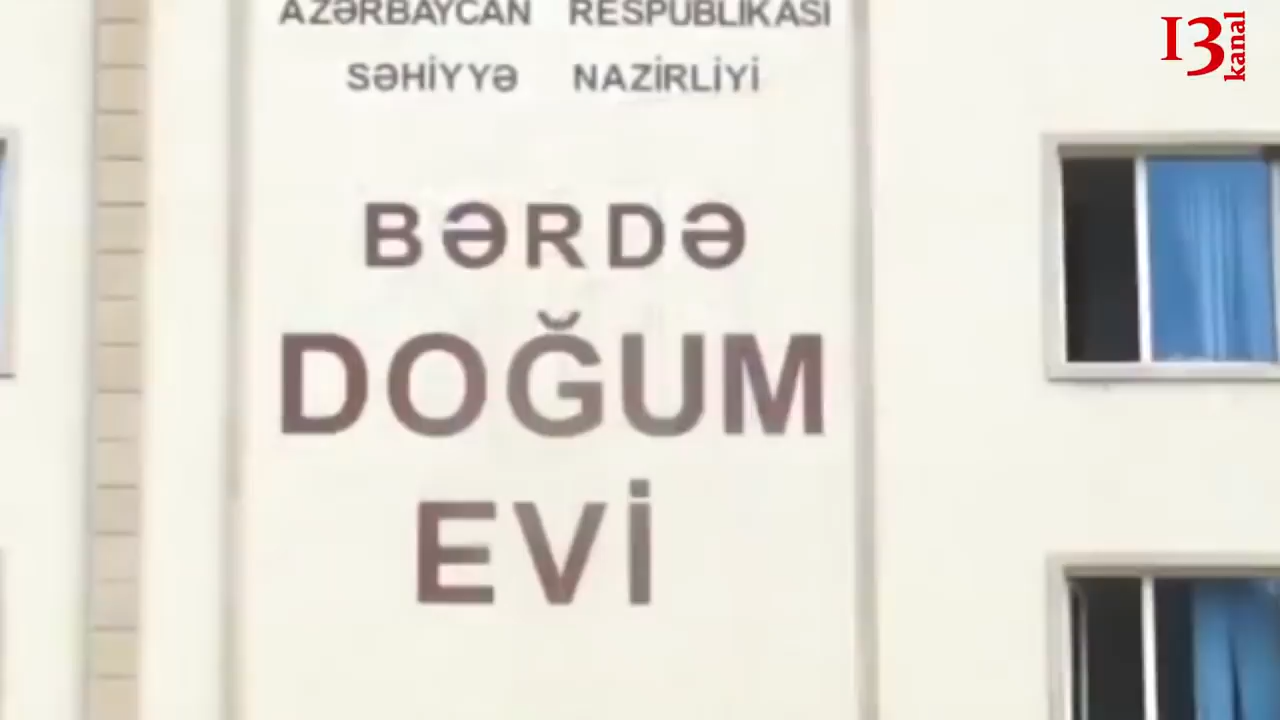 AZƏRBAYCAN RESPUBLİKASI
SƏHİYYƏ NAZİRLİYİ
BƏRDƏ
DOĞUM
EVİ
13 kanal